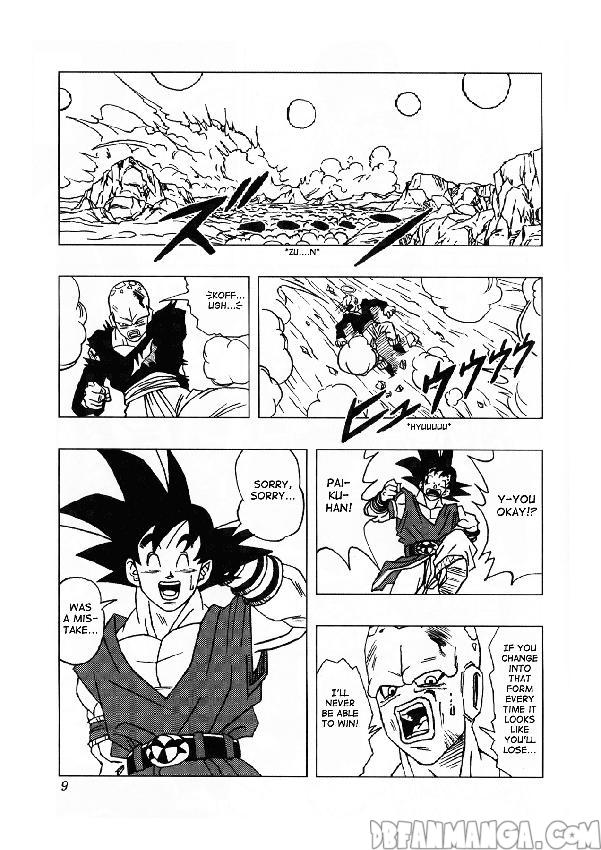 ズ....ン
*ZU....N*
ヒュウウウウ
*HYUUUUU*
KOFF...
UGH...
Y-YOU
OKAY!?
PAI-
KU-
HAN!
IF YOU
CHANGE
INTO
THAT
FORM
EVERY
TIME IT
LOOKS
LIKE
YOU'LL
LOSE...
I'LL
NEVER
BE ABLE
TO WIN!
SORRY,
SORRY...
WAS
A MIS-
TAKE...
9
DBFANMANGA.COM